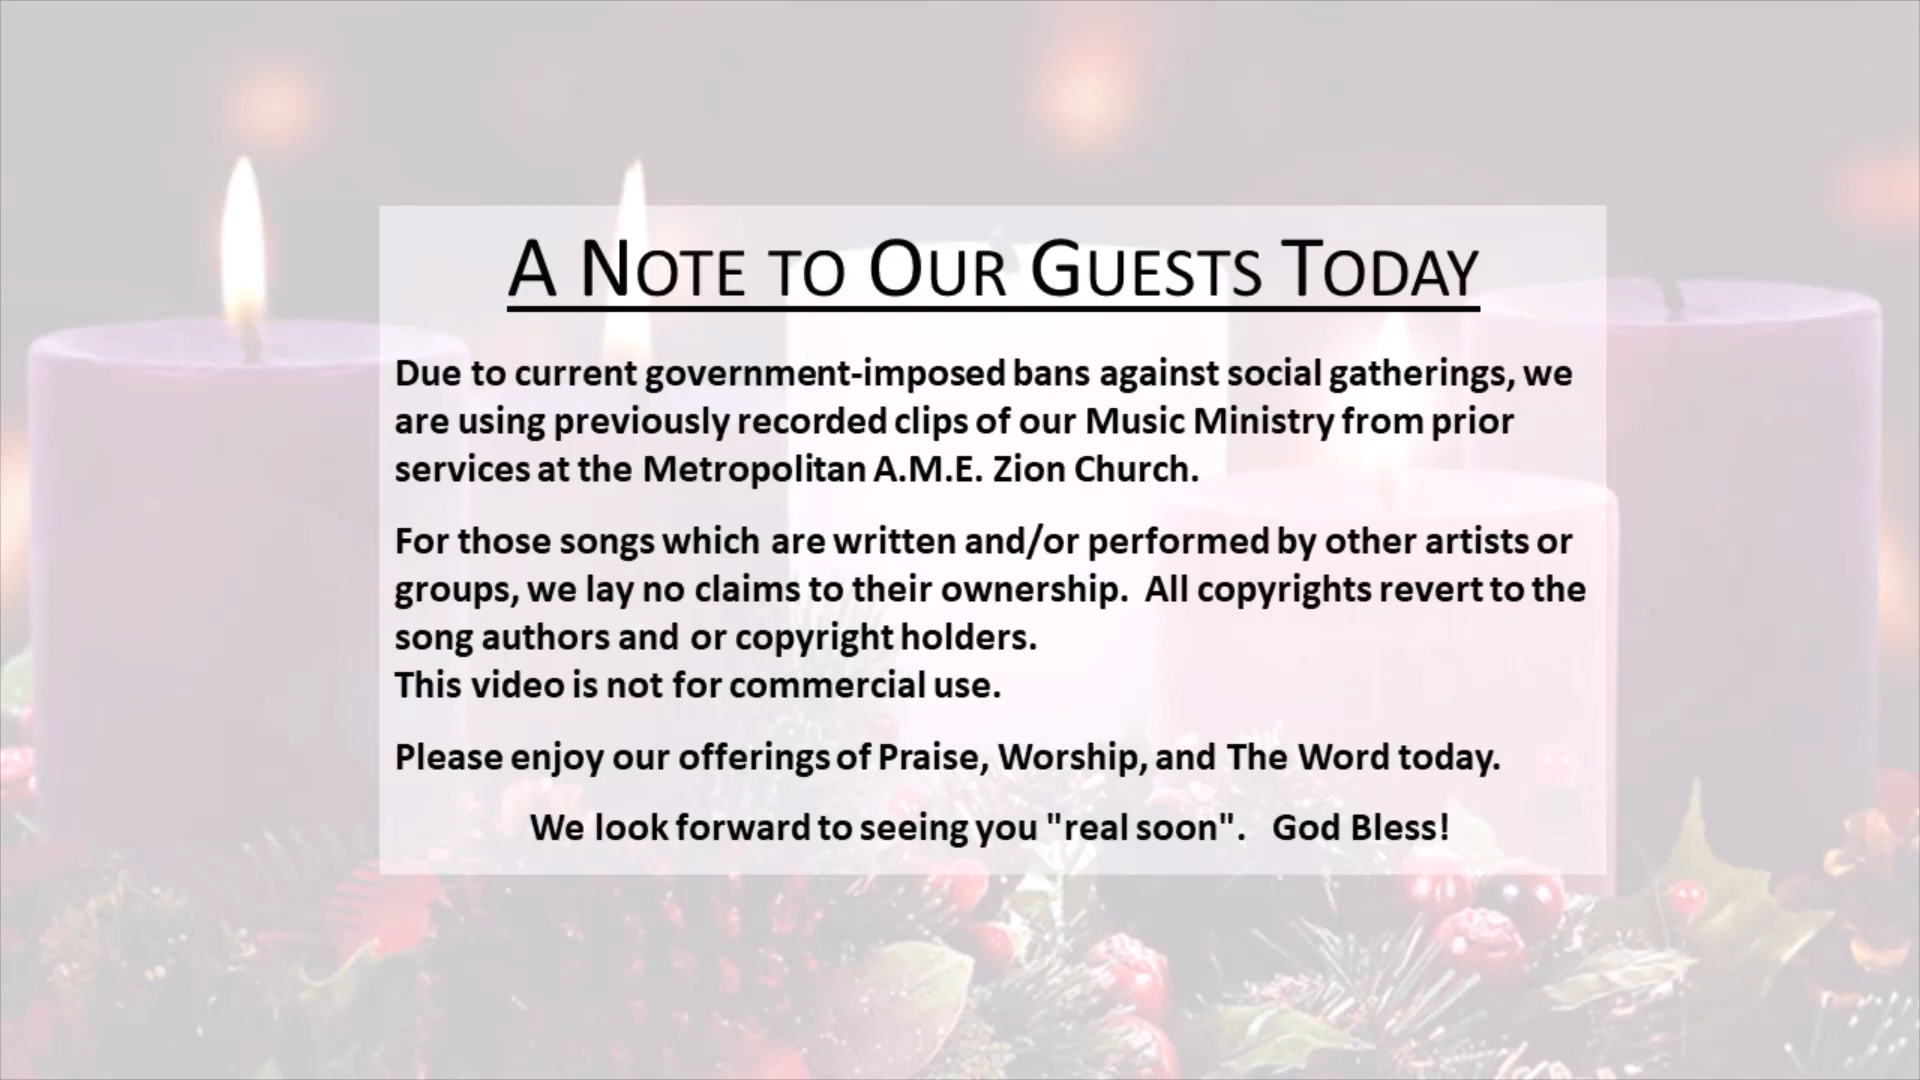 A Note to Our Guests Today
Due to current government-imposed bans against social gatherings, we
are using previously recorded clips of our Music Ministry from prior
services at the Metropolitan A.M.E. Zion Church.
For those songs which are written and/or performed by other artists or
groups, we lay no claims to their ownership.  All copyrights revert to the
song authors and or copyright holders.
This video is not for commercial use.
Please enjoy our offerings of Praise, Worship, and The Word today.
We look forward to seeing you "real soon".   God Bless!